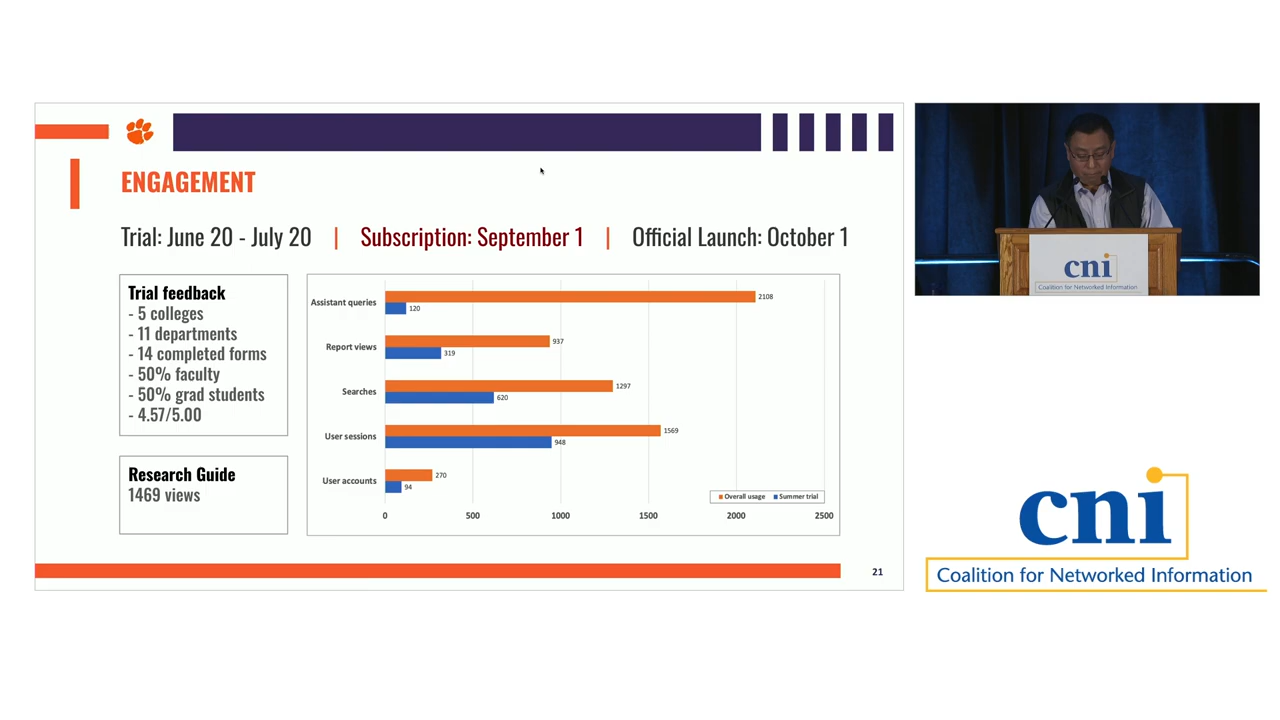 ENGAGEMENT
Trial: June 20 - July 20 | Subscription: September 1 | Official Launch: October 1
Trial feedback
- 5 colleges
- 11 departments
- 14 completed forms
- 50% faculty
- 50% grad students
- 4.57/5.00
Research Guide
1469 views
Assistant queries
2108
120
Report views
937
319
Searches
1297
620
User sessions
1569
948
User accounts
270
94
Overall usage Summer trial
0 500 1000 1500 2000 2500
21
cni
Coalition for Networked Information
cni
Coalition for Networked Information